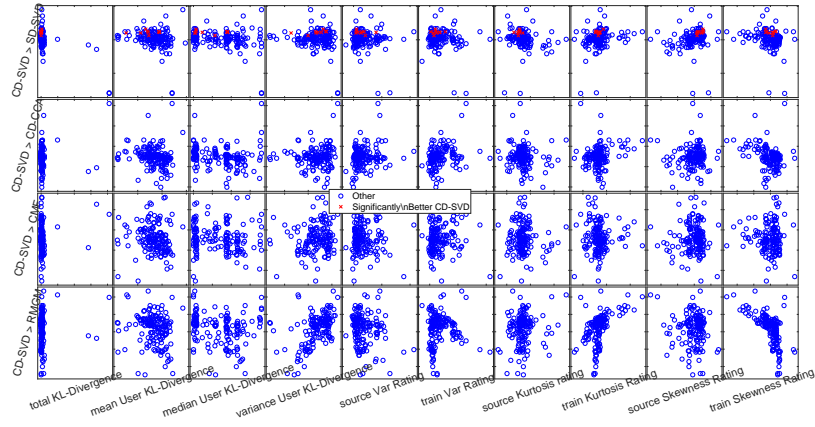 CD-SVD > SD-SVD
CD-SVD > CD-CCA
CD-SVD > CMF
CD-SVD > RMGM
Other
Significantly\nBetter CD-SVD
total KL-Divergence
mean User KL-Divergence
median User KL-Divergence
variance User KL-Divergence
source Var Rating
train Var Rating
source Kurtosis rating
train Kurtosis Rating
source Skewness Rating
train Skewness Rating